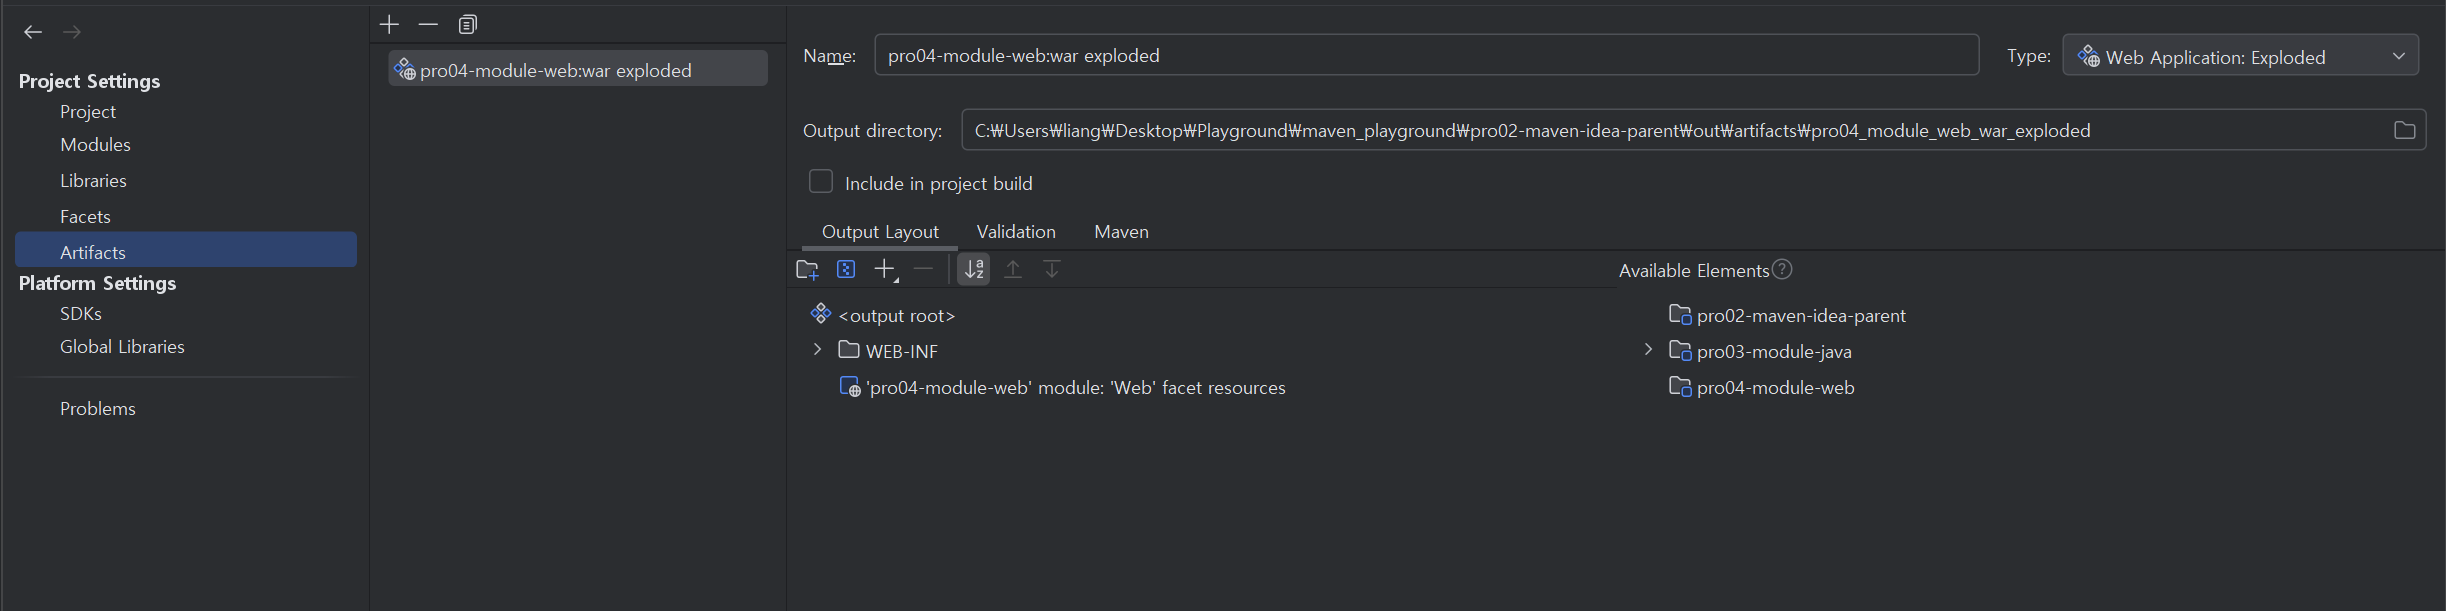 Project Settings
Project
Modules
Libraries
Facets
Artifacts
Platform Settings
SDKs
Global Libraries
Problems
pro04-module-web:war exploded
Name: pro04-module-web:war exploded
Type: Web Application: Exploded
Output directory: C:₩Users₩liang₩Desktop₩Playground₩maven_playground₩pro02-maven-idea-parent₩out₩artifacts₩pro04_module_web_war_exploded
Include in project build
Output Layout Validation Maven
Available Elements
<output root>
WEB-INF
'pro04-module-web' module: 'Web' facet resources
pro02-maven-idea-parent
pro03-module-java
pro04-module-web